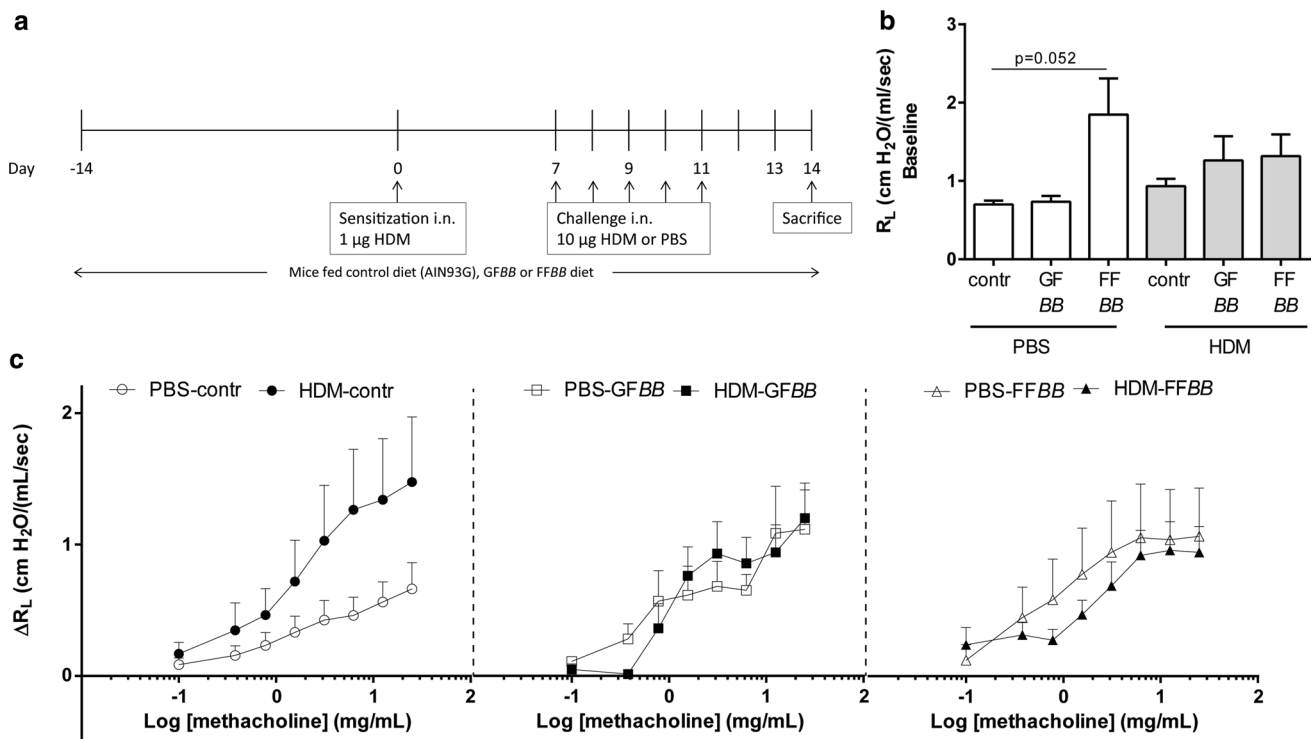 a
Day
-14
0
7
9
11
13
14
Sensitization i.n.
1 µg HDM
Challenge i.n.
10 µg HDM or PBS
Sacrifice
Mice fed control diet (AIN93G), GFBB or FFBB diet
b
R_L (cm H₂O/(ml/sec)
Baseline
3
2
1
0
p=0.052
contr
GF
BB
FF
BB
contr
GF
BB
FF
BB
PBS
HDM
c
ΔR_L (cm H₂O/(mL/sec)
2
1
0
PBS-contr
HDM-contr
-1
0
1
2
Log [methacholine] (mg/mL)
PBS-GFBB
HDM-GFBB
-1
0
1
2
Log [methacholine] (mg/mL)
PBS-FFBB
HDM-FFBB
-1
0
1
2
Log [methacholine] (mg/mL)